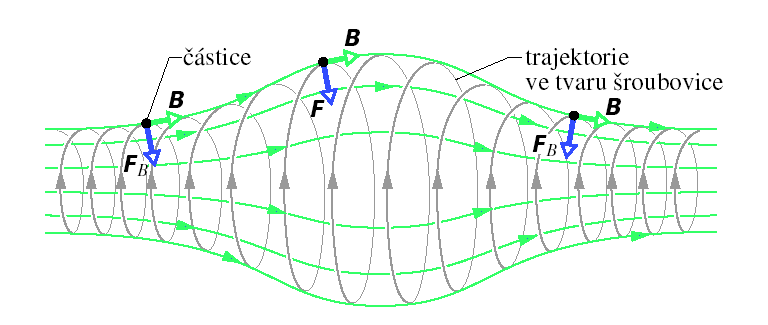 B
částice
trajektorie
ve tvaru šroubovice
B
F
B
F_B
F_B